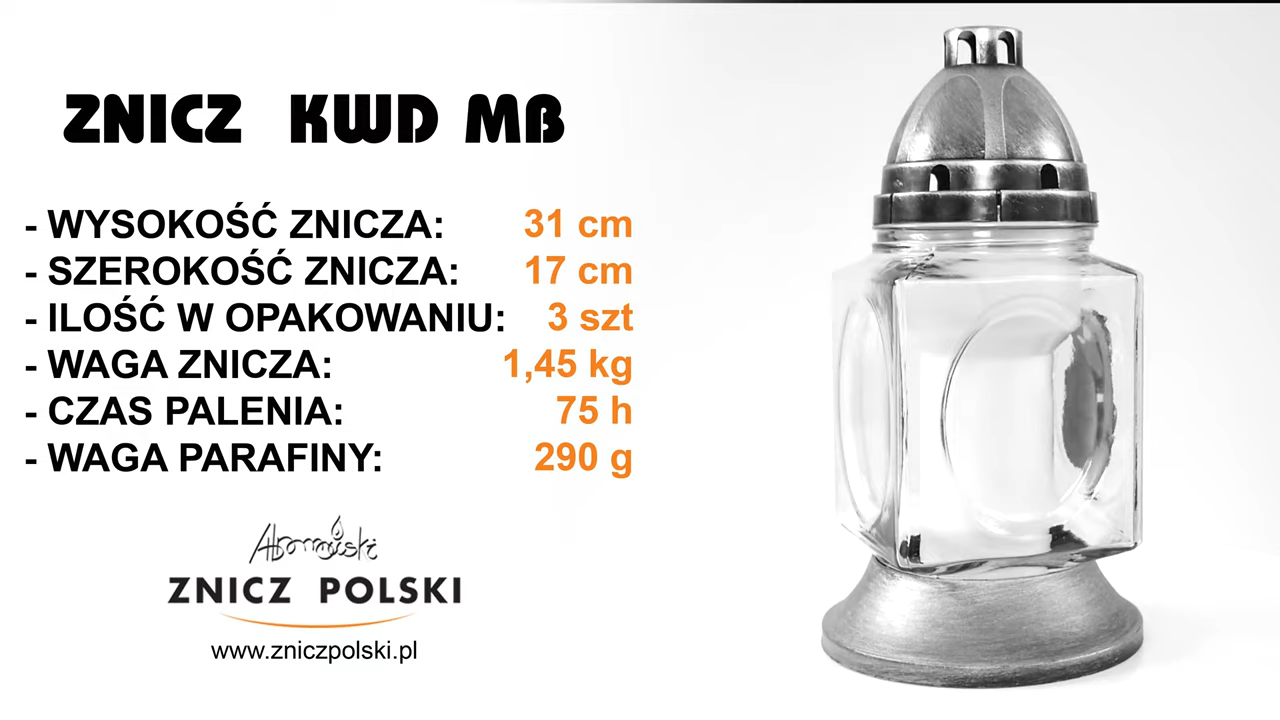 ZNICZ KWD MB
- WYSOKOŚĆ ZNICZA: 31 cm
- SZEROKOŚĆ ZNICZA: 17 cm
- ILOŚĆ W OPAKOWANIU: 3 szt
- WAGA ZNICZA: 1,45 kg
- CZAS PALENIA: 75 h
- WAGA PARAFINY: 290 g
ZNICZ POLSKI
www.zniczpolski.pl